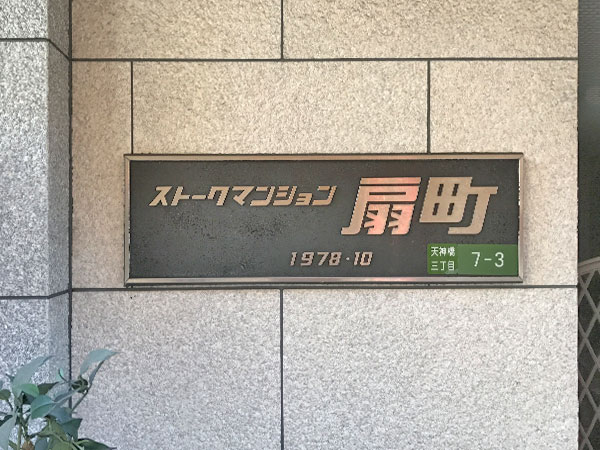 ストークマンション 扇町
1978・10
天神橋
三丁目
7-3